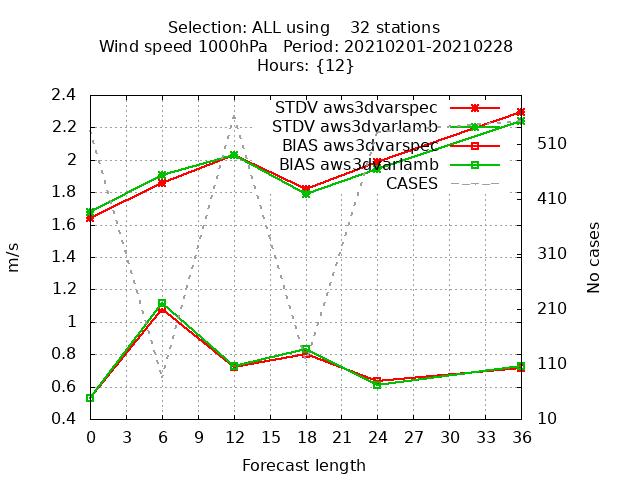 Selection: ALL using    32 stations
Wind speed 1000hPa   Period: 20210201-20210228
Hours: {12}
STDV aws3dvarspec
STDV aws3dvarlamb
BIAS aws3dvarspec
BIAS aws3dvarlamb
CASES
2.4
2.2
2
1.8
1.6
1.4
1.2
1
0.8
0.6
0.4
m/s
510
410
310
210
110
10
No cases
0 3 6 9 12 15 18 21 24 27 30 33 36
Forecast length